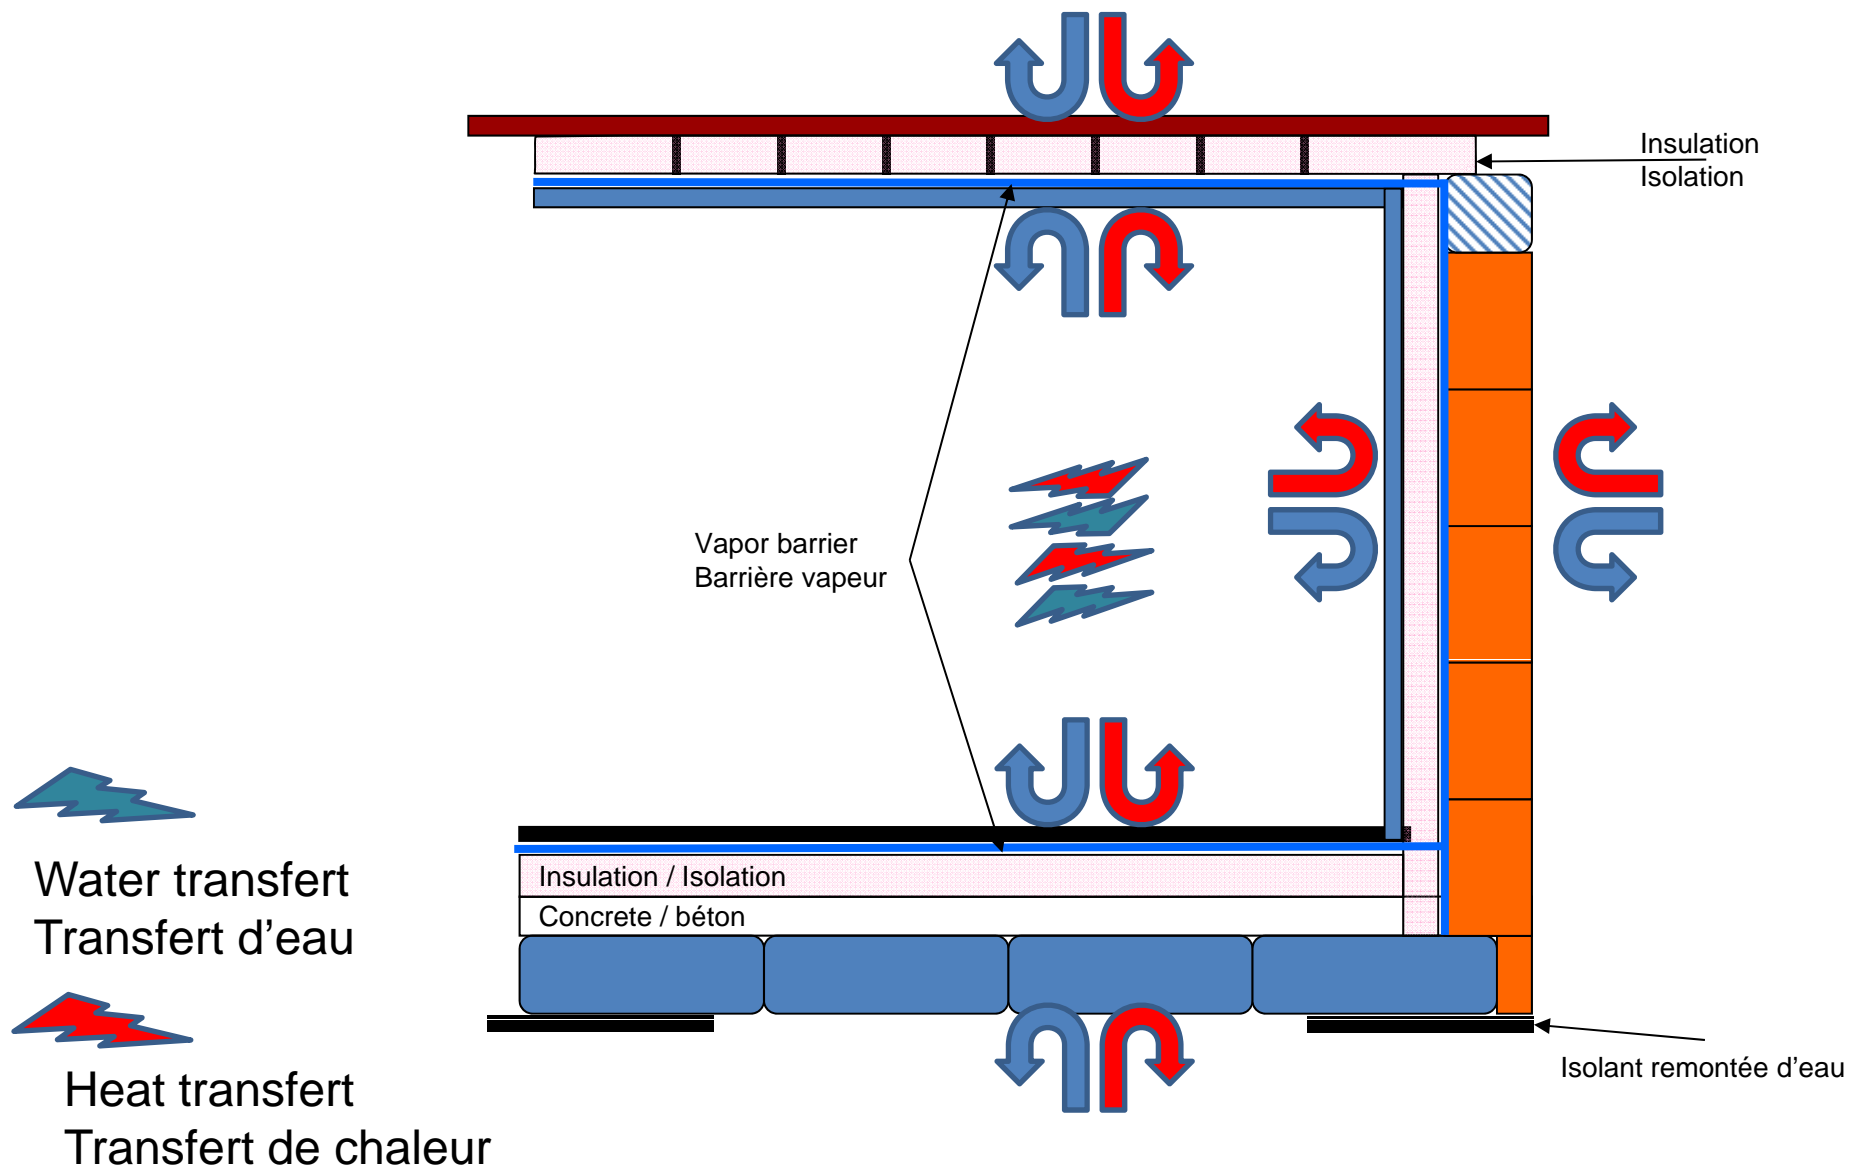 Insulation
Isolation
Vapor barrier
Barrière vapeur
Insulation / Isolation
Concrete / béton
Water transfert
Transfert d’eau
Heat transfert
Transfert de chaleur
Isolant remontée d’eau